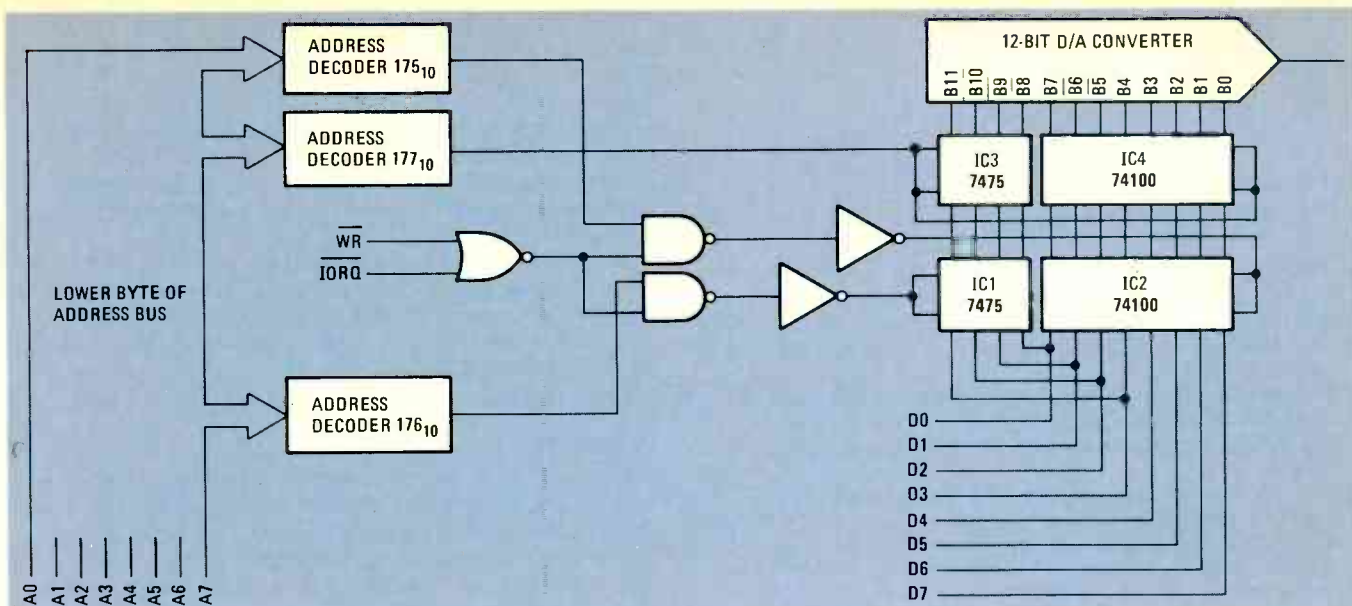 12-BIT D/A CONVERTER
B11 B10 B9 B8 B7 B6 B5 B4 B3 B2 B1 B0
ADDRESS
DECODER 175₁₀
ADDRESS
DECODER 177₁₀
IC3
7475
IC4
74100
WR
IORQ
LOWER BYTE OF
ADDRESS BUS
IC1
7475
IC2
74100
ADDRESS
DECODER 176₁₀
D0
D1
D2
O3
D4
D5
D6
D7
A0 A1 A2 A3 A4 A5 A6 A7